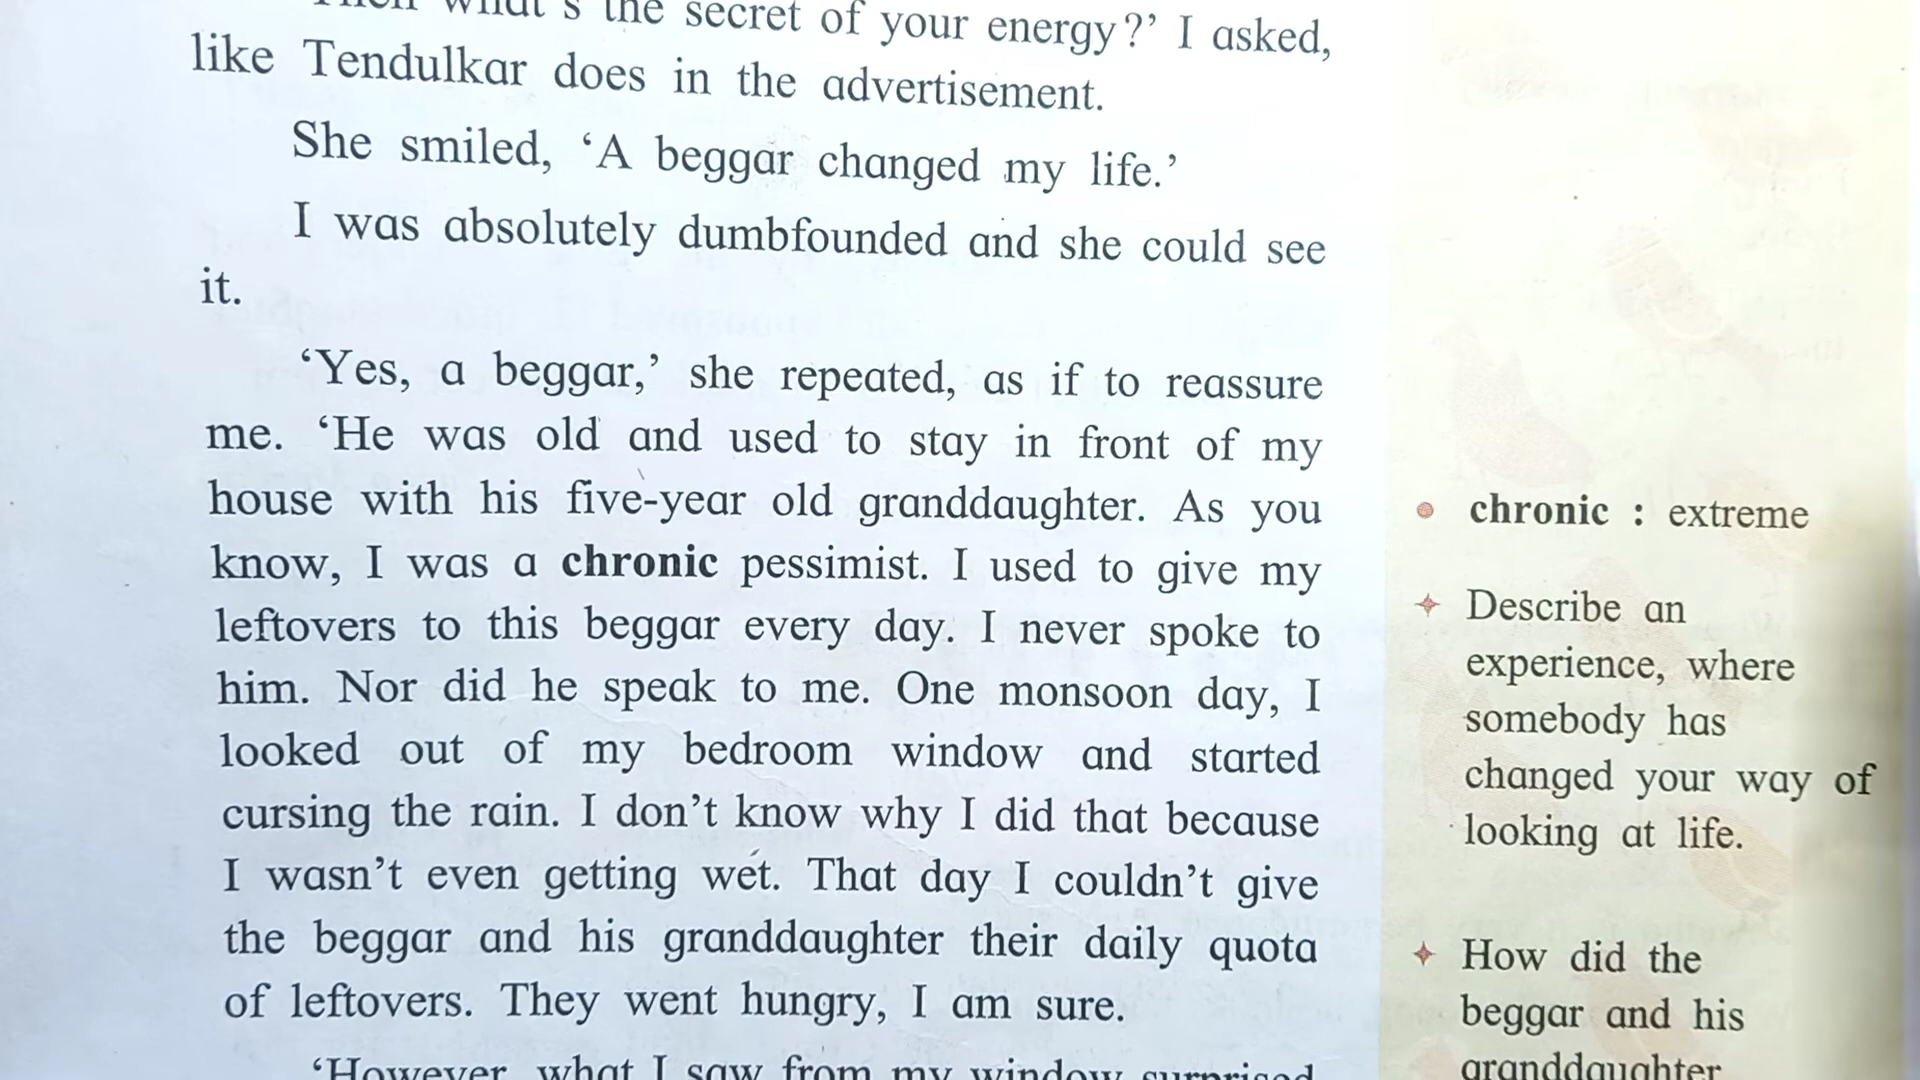 Then what's the secret of your energy?' I asked,
like Tendulkar does in the advertisement.
She smiled, 'A beggar changed my life.'
I was absolutely dumbfounded and she could see
it.
'Yes, a beggar,' she repeated, as if to reassure
me. 'He was old and used to stay in front of my
house with his five-year old granddaughter. As you
know, I was a chronic pessimist. I used to give my
leftovers to this beggar every day. I never spoke to
him. Nor did he speak to me. One monsoon day, I
looked out of my bedroom window and started
cursing the rain. I don't know why I did that because
I wasn't even getting wet. That day I couldn't give
the beggar and his granddaughter their daily quota
of leftovers. They went hungry, I am sure.
'However, what I saw from my window surprised
chronic : extreme
Describe an
experience, where
somebody has
changed your way of
looking at life.
How did the
beggar and his
granddaughter